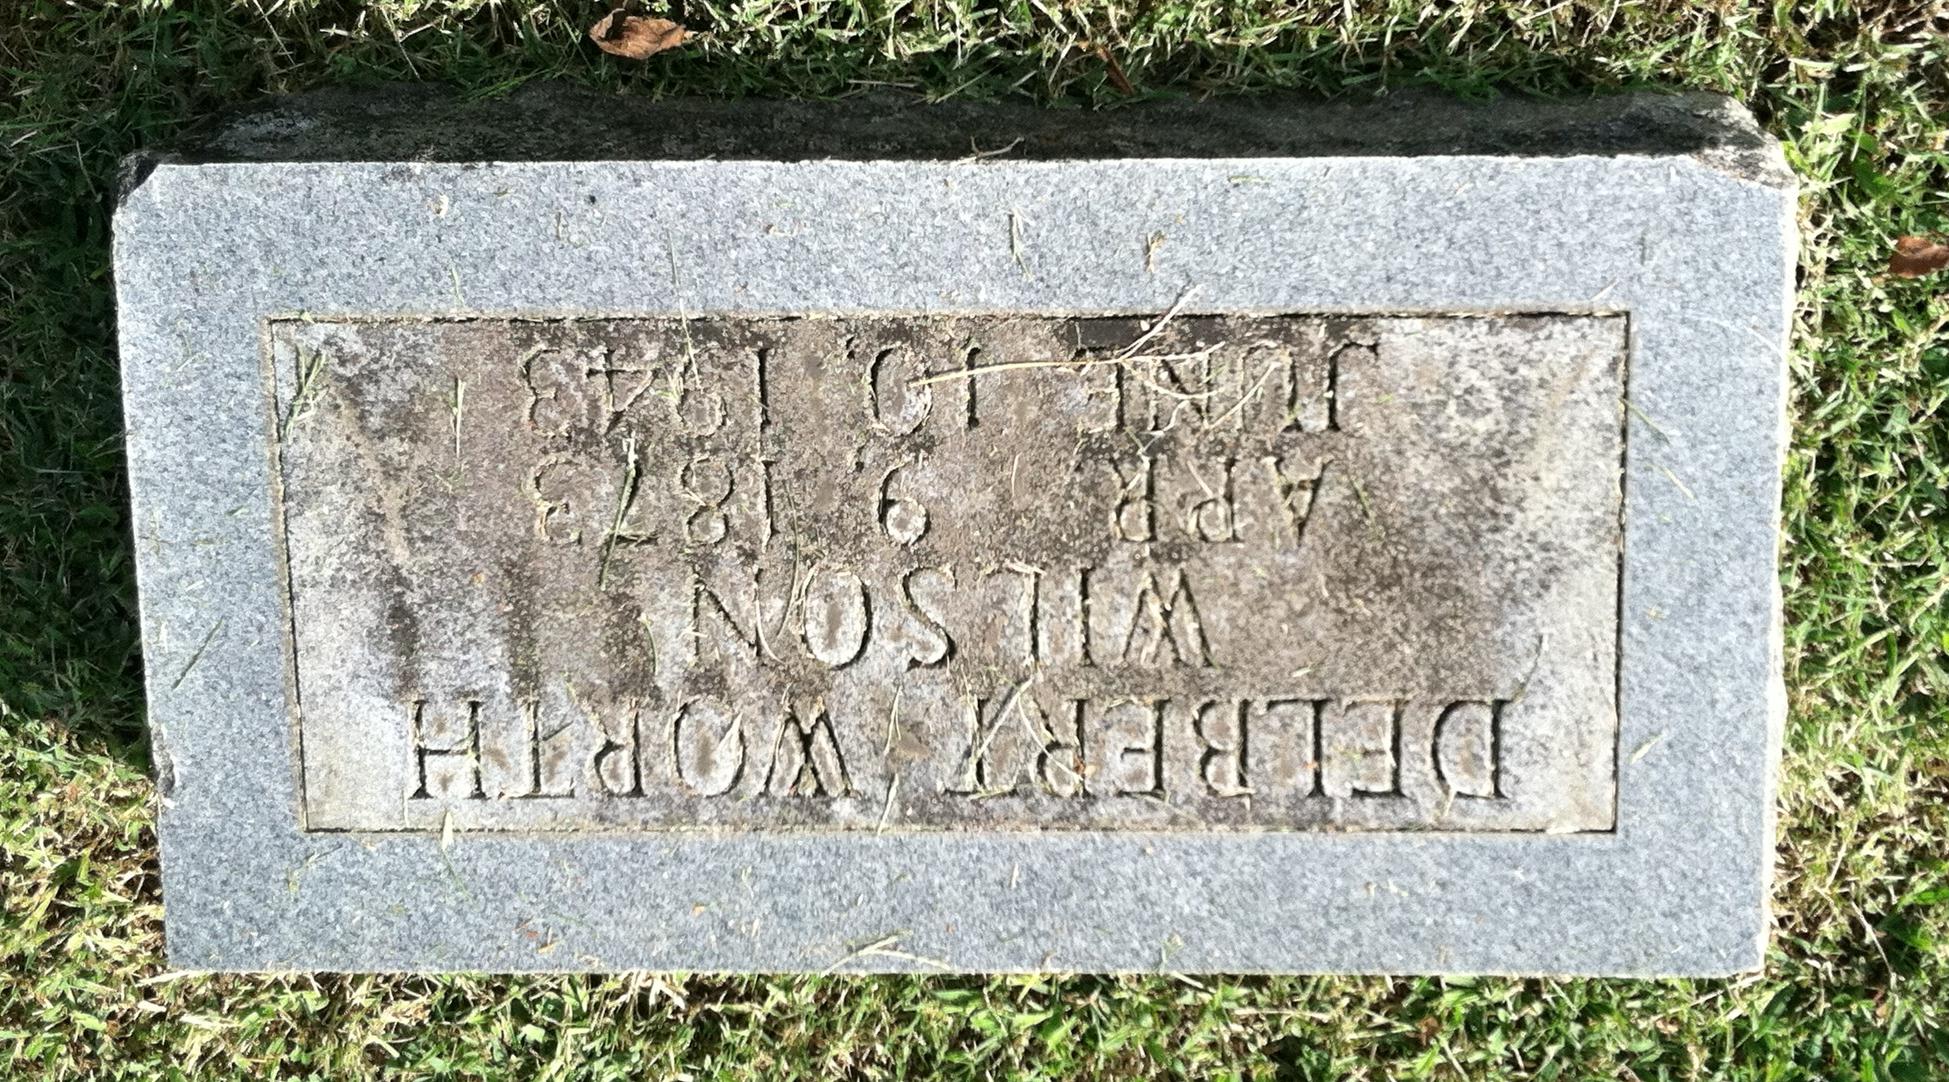 DELBERT WORTH
WILSON
APR 9, 1873
JUNE 10, 1943